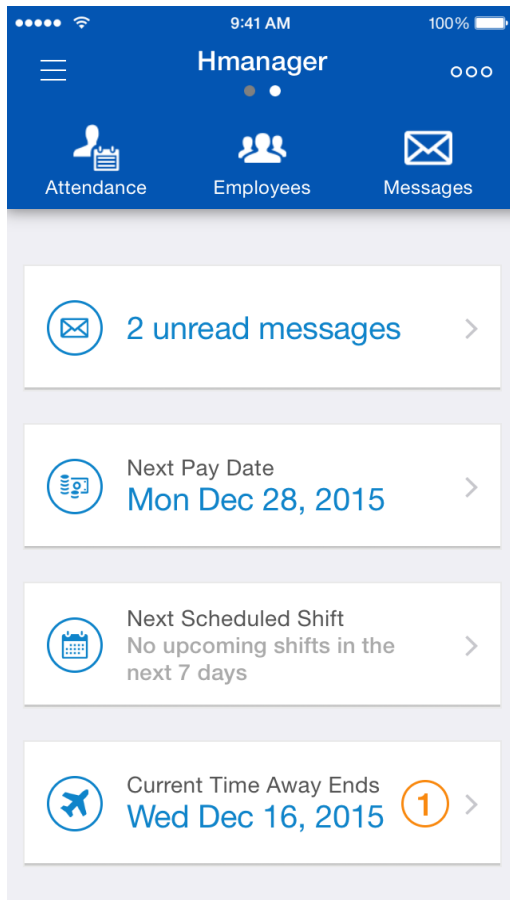 9:41 AM 100%
Hmanager
Attendance Employees Messages
2 unread messages
Next Pay Date
Mon Dec 28, 2015
Next Scheduled Shift
No upcoming shifts in the
next 7 days
Current Time Away Ends
Wed Dec 16, 2015 1